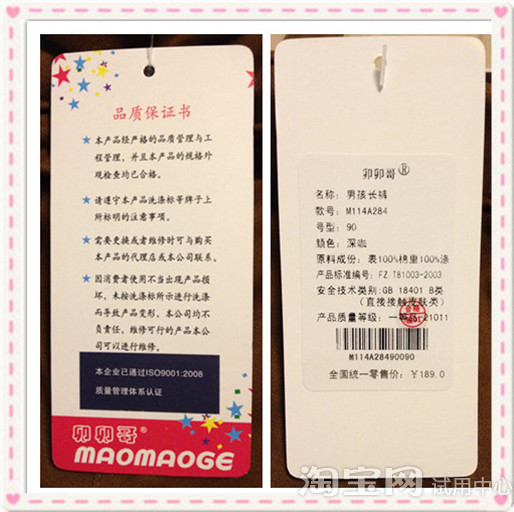 品质保证书
★ 本产品经严格的品质管理与工
程管理，并且本产品的规格外
观检查均已合格。
★ 请遵守本产品洗涤标等牌子上
所标明的注意事项。
★ 需要更换或者维修时可与购买
本产品的代理店或本公司联系。
★ 因消费者使用不当出现产品损
坏，未按洗涤标所示进行洗涤
而导致产品变形，本公司均不
负责任，维修可行的产品本公
司可以进行维修。
本企业已通过ISO9001:2008
质量管理体系认证
卯卯哥®
MAOMAOGE
卯卯哥®
名称：男孩长裤
款号：M114A284
号型：90
颜色：深咖
原料成份：表100%棉里100%涤
产品标准编号：FZ T81003-2003
安全技术类别:GB 18401 B类
(直接接触皮肤类)
产品质量等级：一等品 1011
M114A28490090
全国统一零售价：￥189.0
淘宝网试用中心